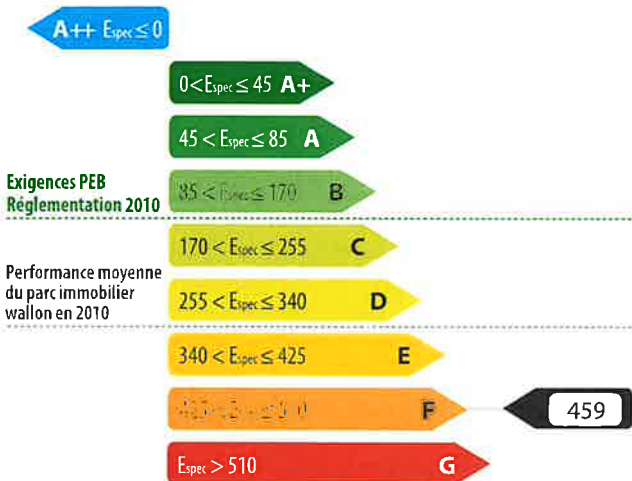 A++ Espec ≤ 0
0 < Espec ≤ 45 A+
45 < Espec ≤ 85 A
Exigences PEB
Réglementation 2010
85 < Espec ≤ 170 B
170 < Espec ≤ 255 C
Performance moyenne
du parc immobilier
wallon en 2010
255 < Espec ≤ 340 D
340 < Espec ≤ 425 E
F
459
Espec > 510 G